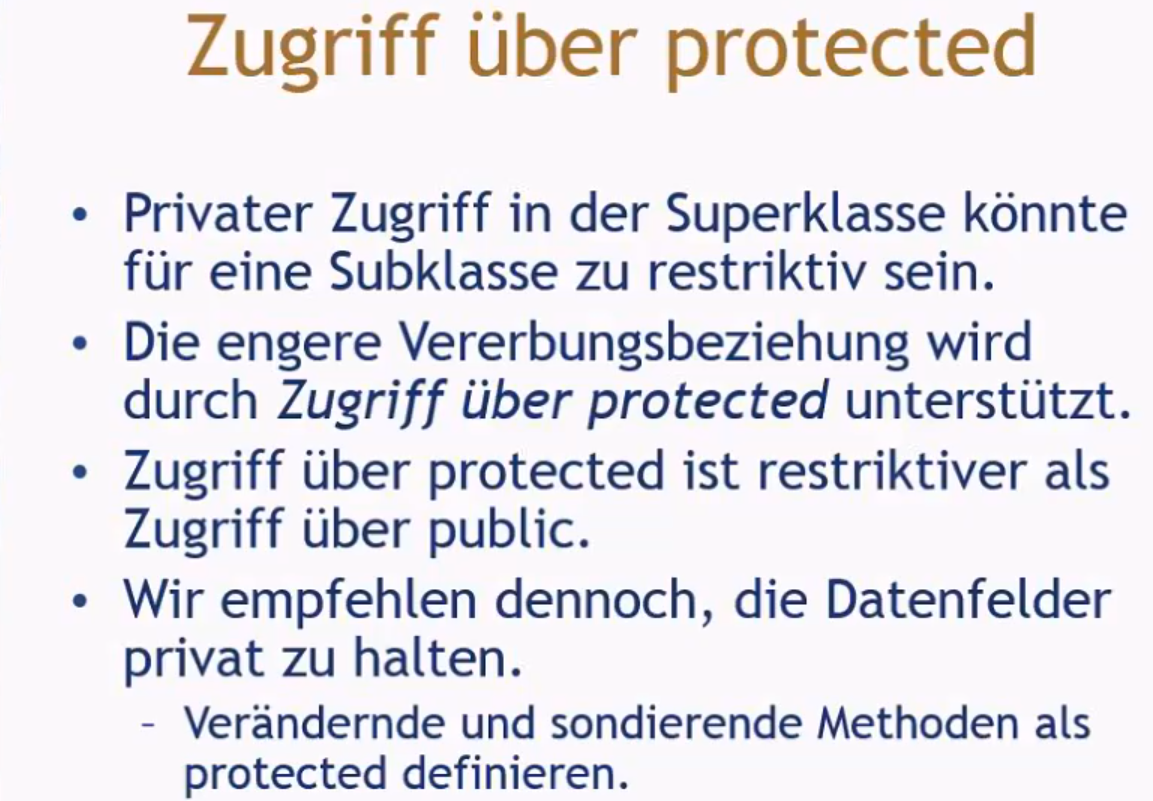 Zugriff über protected
• Privater Zugriff in der Superklasse könnte
für eine Subklasse zu restriktiv sein.
• Die engere Vererbungsbeziehung wird
durch Zugriff über protected unterstützt.
• Zugriff über protected ist restriktiver als
Zugriff über public.
• Wir empfehlen dennoch, die Datenfelder
privat zu halten.
– Verändernde und sondierende Methoden als
protected definieren.